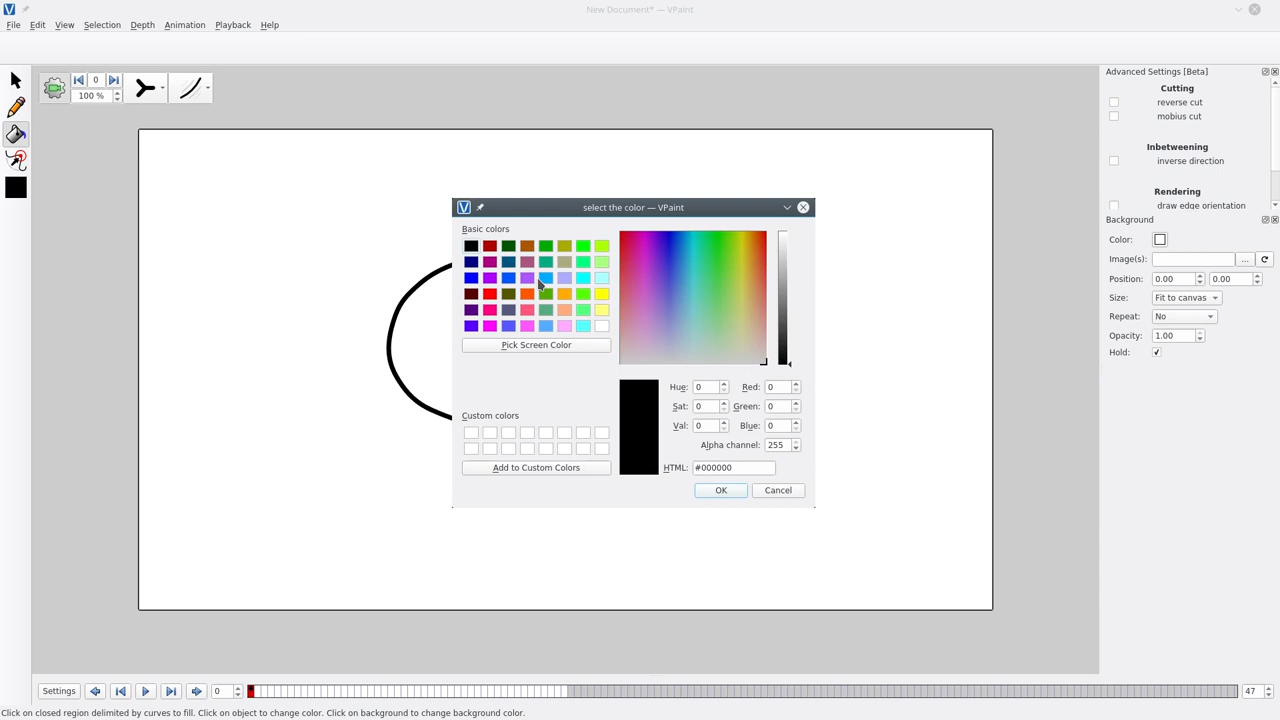 New Document* — VPaint
File Edit View Selection Depth Animation Playback Help
0
100 %
Advanced Settings [Beta]
Cutting
reverse cut
mobius cut
Inbetweening
inverse direction
Rendering
draw edge orientation
Background
Color:
Image(s): ...
Position: 0.00 0.00
Size: Fit to canvas
Repeat: No
Opacity: 1.00
Hold:
select the color — VPaint
Basic colors
Pick Screen Color
Custom colors
Add to Custom Colors
Hue: 0 Red: 0
Sat: 0 Green: 0
Val: 0 Blue: 0
Alpha channel: 255
HTML: #000000
OK Cancel
Settings 0 47
Click on closed region delimited by curves to fill. Click on object to change color. Click on background to change background color.